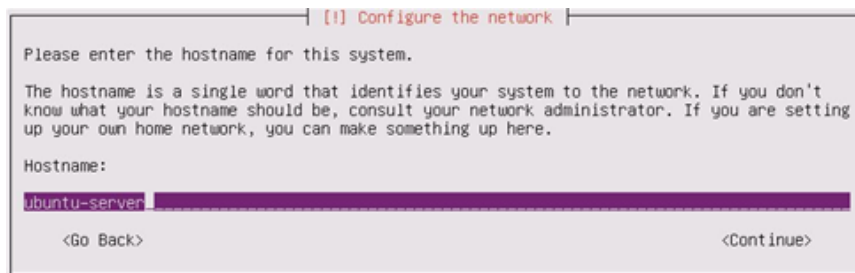 [!] Configure the network
Please enter the hostname for this system.
The hostname is a single word that identifies your system to the network. If you don't
know what your hostname should be, consult your network administrator. If you are setting
up your own home network, you can make something up here.
Hostname:
ubuntu-server
<Go Back> <Continue>